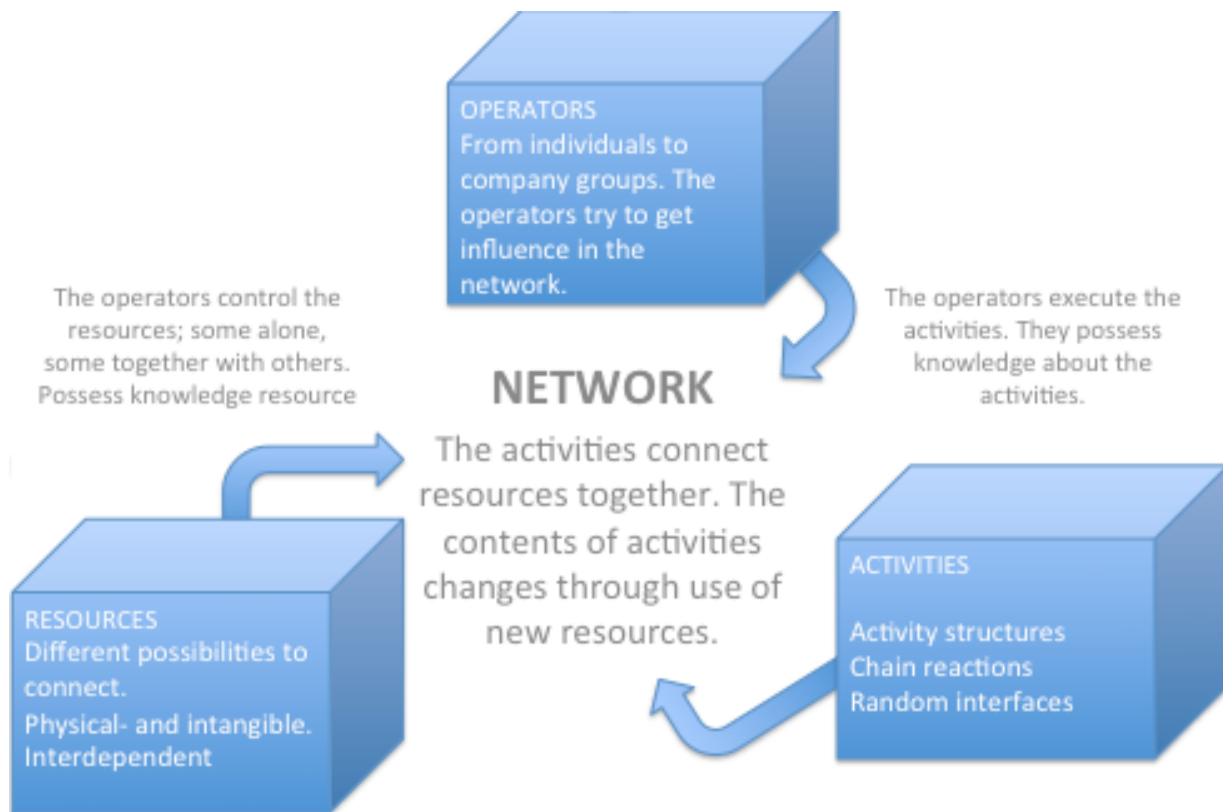 OPERATORS
From individuals to
company groups. The
operators try to get
influence in the
network.
The operators control the
resources; some alone,
some together with others.
Possess knowledge resource
The operators execute the
activities. They possess
knowledge about the
activities.
NETWORK
The activities connect
resources together. The
contents of activities
changes through use of
new resources.
RESOURCES
Different possibilities to
connect.
Physical- and intangible.
Interdependent
ACTIVITIES
Activity structures
Chain reactions
Random interfaces